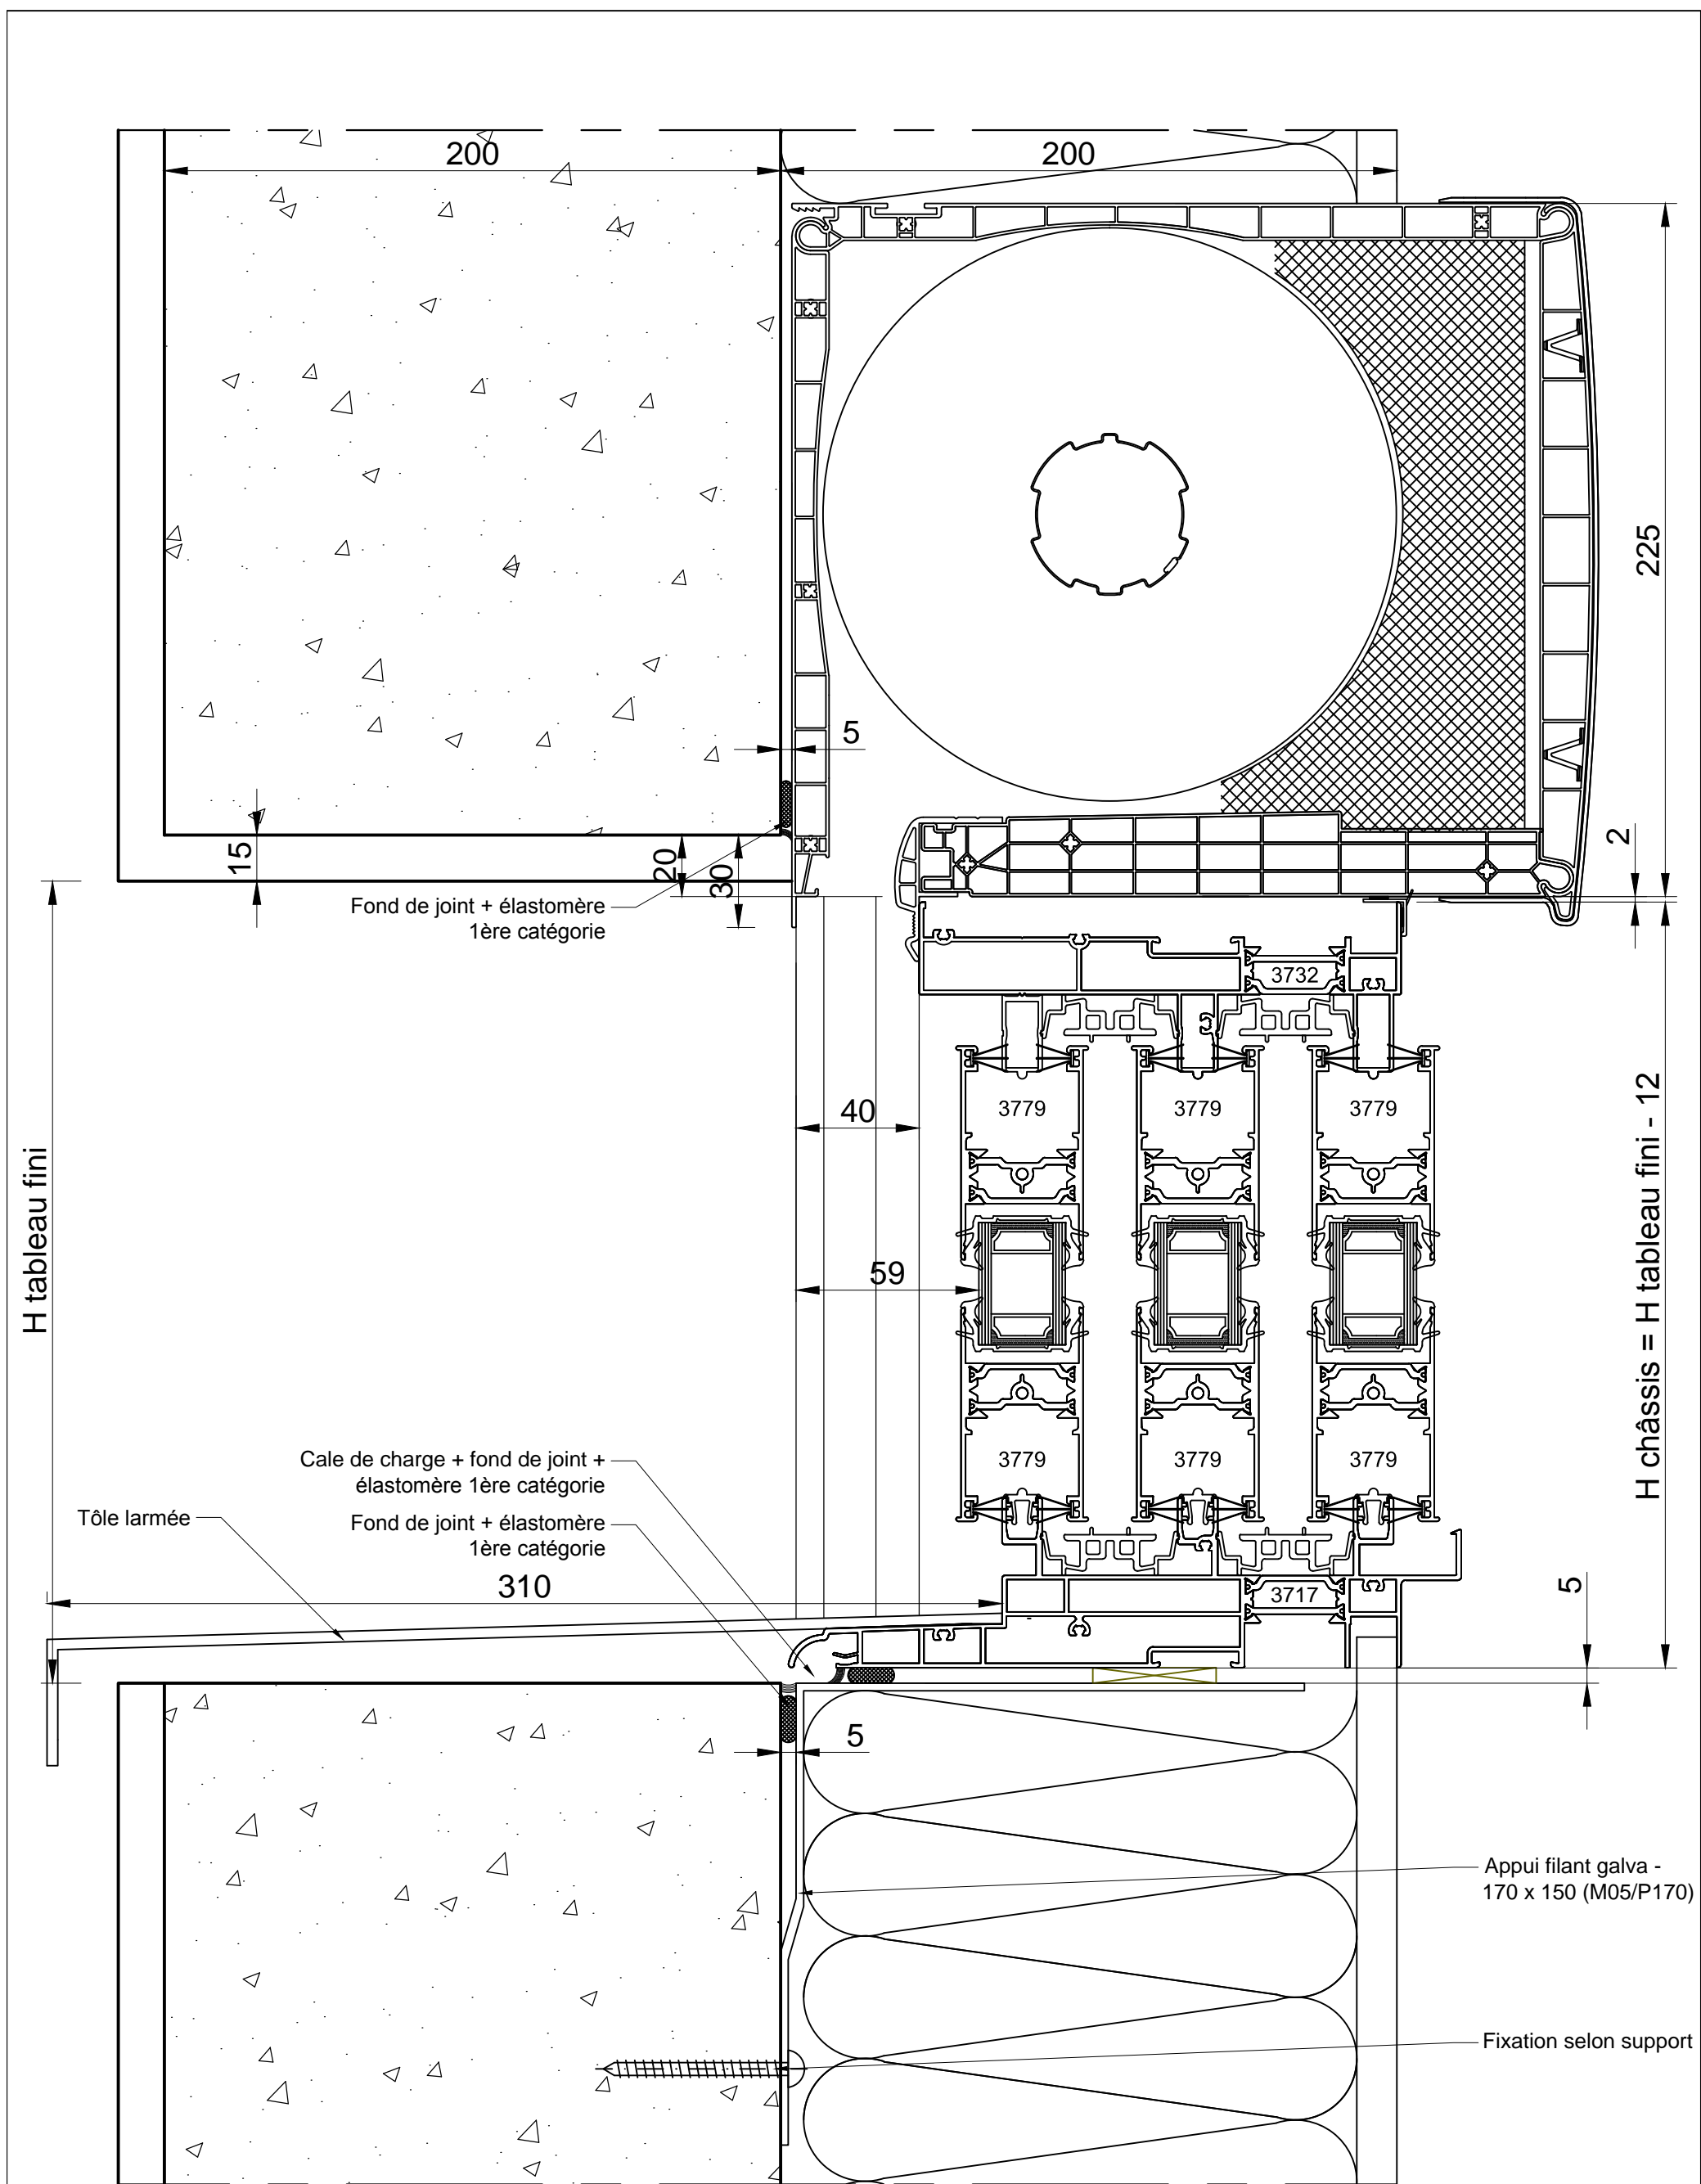 200
200
225
5
2
15
20
30
Fond de joint + élastomère
1ère catégorie
3732
40
3779
3779
3779
H tableau fini
H châssis = H tableau fini - 12
59
Cale de charge + fond de joint +
élastomère 1ère catégorie
3779
3779
3779
Tôle larmée
Fond de joint + élastomère
1ère catégorie
310
3717
5
5
Appui filant galva -
170 x 150 (M05/P170)
Fixation selon support